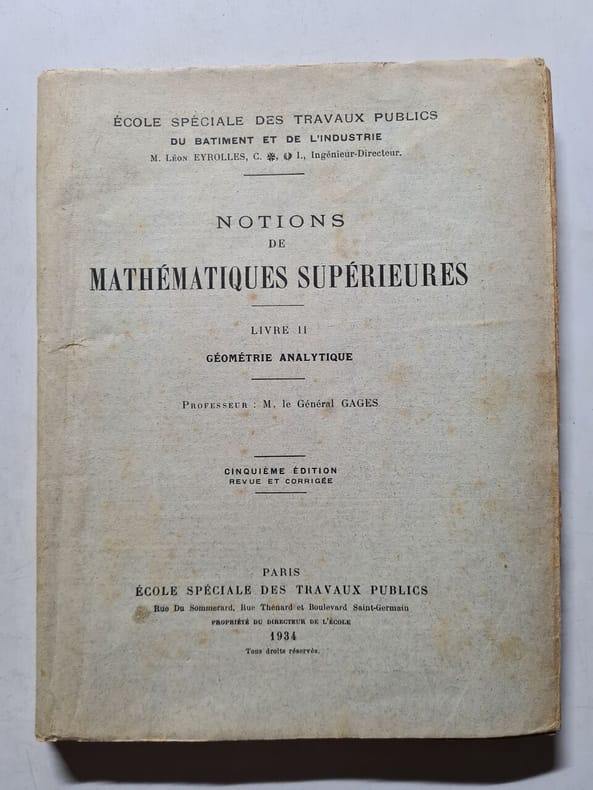 ÉCOLE SPÉCIALE DES TRAVAUX PUBLICS
DU BATIMENT ET DE L'INDUSTRIE
M. LÉON EYROLLES, C. ❋, I., Ingénieur-Directeur.
NOTIONS
DE
MATHÉMATIQUES SUPÉRIEURES
LIVRE II
GÉOMÉTRIE ANALYTIQUE
PROFESSEUR : M. le Général GAGES
CINQUIÈME ÉDITION
REVUE ET CORRIGÉE
PARIS
ÉCOLE SPÉCIALE DES TRAVAUX PUBLICS
Rue Du Sommerard, Rue Thénard et Boulevard Saint-Germain
PROPRIÉTÉ DU DIRECTEUR DE L'ÉCOLE
1934
Tous droits réservés.